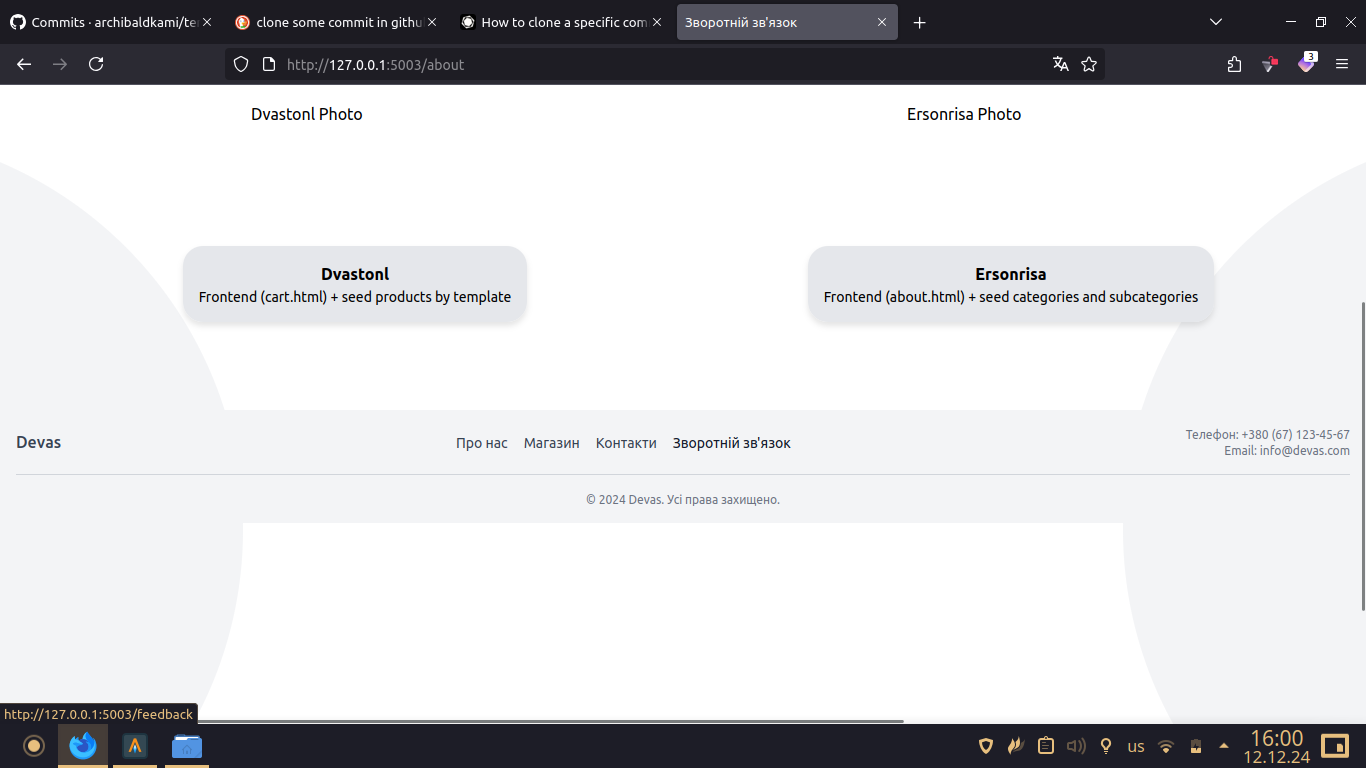 Commits · archibaldkami/te
clone some commit in githu
How to clone a specific com
Зворотній зв'язок
http://127.0.0.1:5003/about
3
Dvastonl Photo
Ersonrisa Photo
Dvastonl
Frontend (cart.html) + seed products by template
Ersonrisa
Frontend (about.html) + seed categories and subcategories
Devas
Про нас
Магазин
Контакти
Зворотній зв'язок
Телефон: +380 (67) 123-45-67
Email: info@devas.com
© 2024 Devas. Усі права захищено.
http://127.0.0.1:5003/feedback
us
16:00
12.12.24